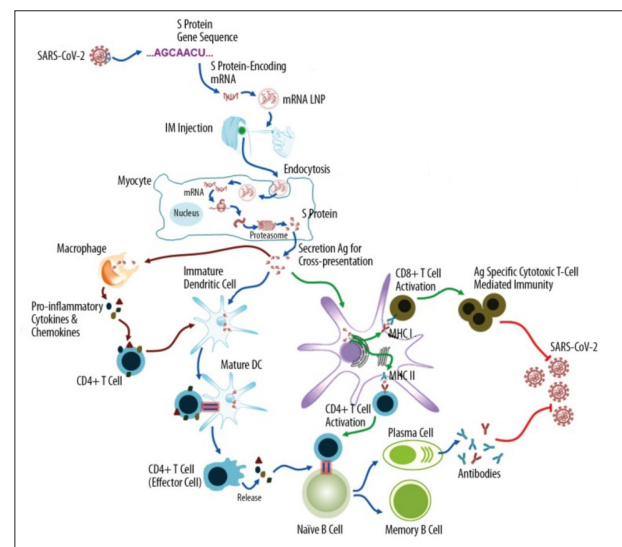 S Protein
Gene Sequence
SARS-CoV-2
...AGCAACU...
S Protein-Encoding
mRNA
mRNA LNP
IM Injection
Endocytosis
Myocyte
mRNA
Nucleus
S Protein
Proteasome
Macrophage
Secretion Ag for
Cross-presentation
Immature
Dendritic Cell
CD8+ T Cell
Activation
Ag Specific Cytotoxic T-Cell
Mediated Immunity
Pro-inflammatory
Cytokines &
Chemokines
MHC I
SARS-CoV-2
CD4+ T Cell
Mature DC
MHC II
CD4+ T Cell
Activation
Plasma Cell
CD4+ T Cell
(Effector Cell)
Release
Antibodies
Naïve B Cell
Memory B Cell